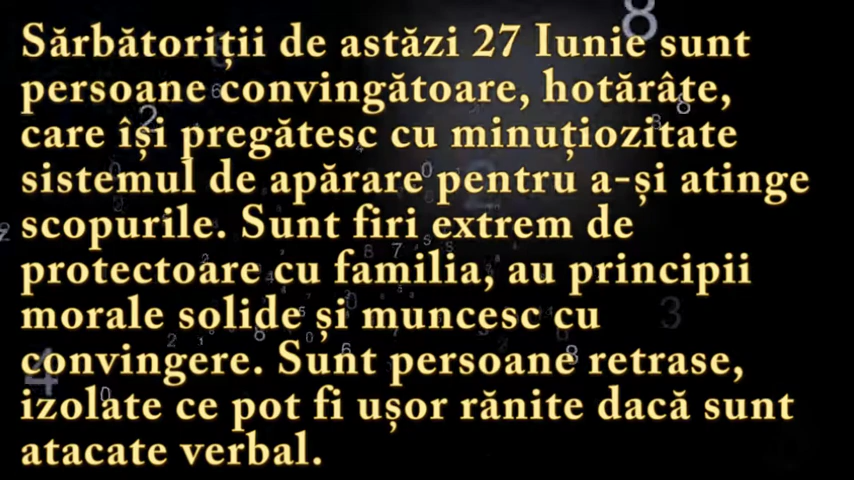 Sărbătoriții de astăzi 27 Iunie sunt
persoane convingătoare, hotărâte,
care își pregătesc cu minuțiozitate
sistemul de apărare pentru a-și atinge
scopurile. Sunt firi extrem de
protectoare cu familia, au principii
morale solide și muncesc cu
convingere. Sunt persoane retrase,
izolate ce pot fi ușor rănite dacă sunt
atacate verbal.